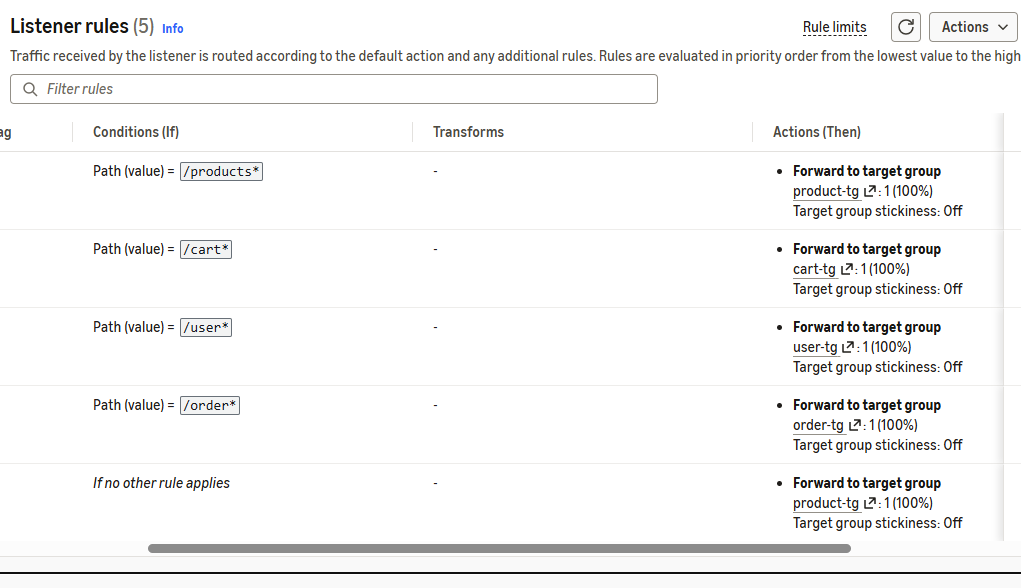 Listener rules (5) Info
Rule limits
Actions
Traffic received by the listener is routed according to the default action and any additional rules. Rules are evaluated in priority order from the lowest value to the high
Filter rules
ag Conditions (If) Transforms Actions (Then)
Path (value) = /products* - • Forward to target group
product-tg : 1 (100%)
Target group stickiness: Off
Path (value) = /cart* - • Forward to target group
cart-tg : 1 (100%)
Target group stickiness: Off
Path (value) = /user* - • Forward to target group
user-tg : 1 (100%)
Target group stickiness: Off
Path (value) = /order* - • Forward to target group
order-tg : 1 (100%)
Target group stickiness: Off
If no other rule applies - • Forward to target group
product-tg : 1 (100%)
Target group stickiness: Off